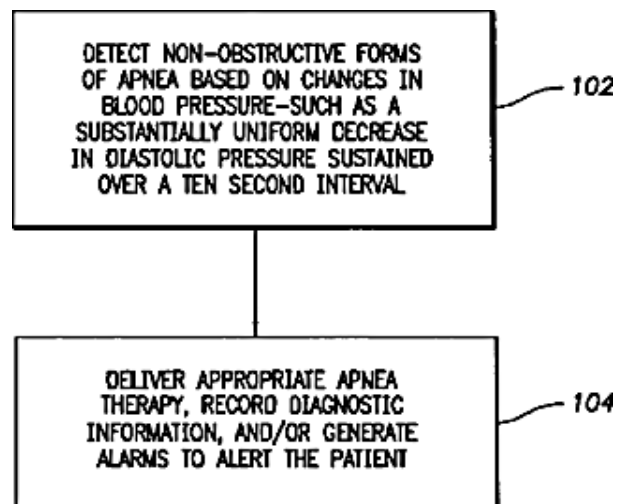 DETECT NON-OBSTRUCTIVE FORMS
OF APNEA BASED ON CHANGES IN
BLOOD PRESSURE-SUCH AS A
SUBSTANTIALLY UNIFORM DECREASE
IN DIASTOLIC PRESSURE SUSTAINED
OVER A TEN SECOND INTERVAL
102
DELIVER APPROPRIATE APNEA
THERAPY, RECORD DIAGNOSTIC
INFORMATION, AND/OR GENERATE
ALARMS TO ALERT THE PATIENT
104